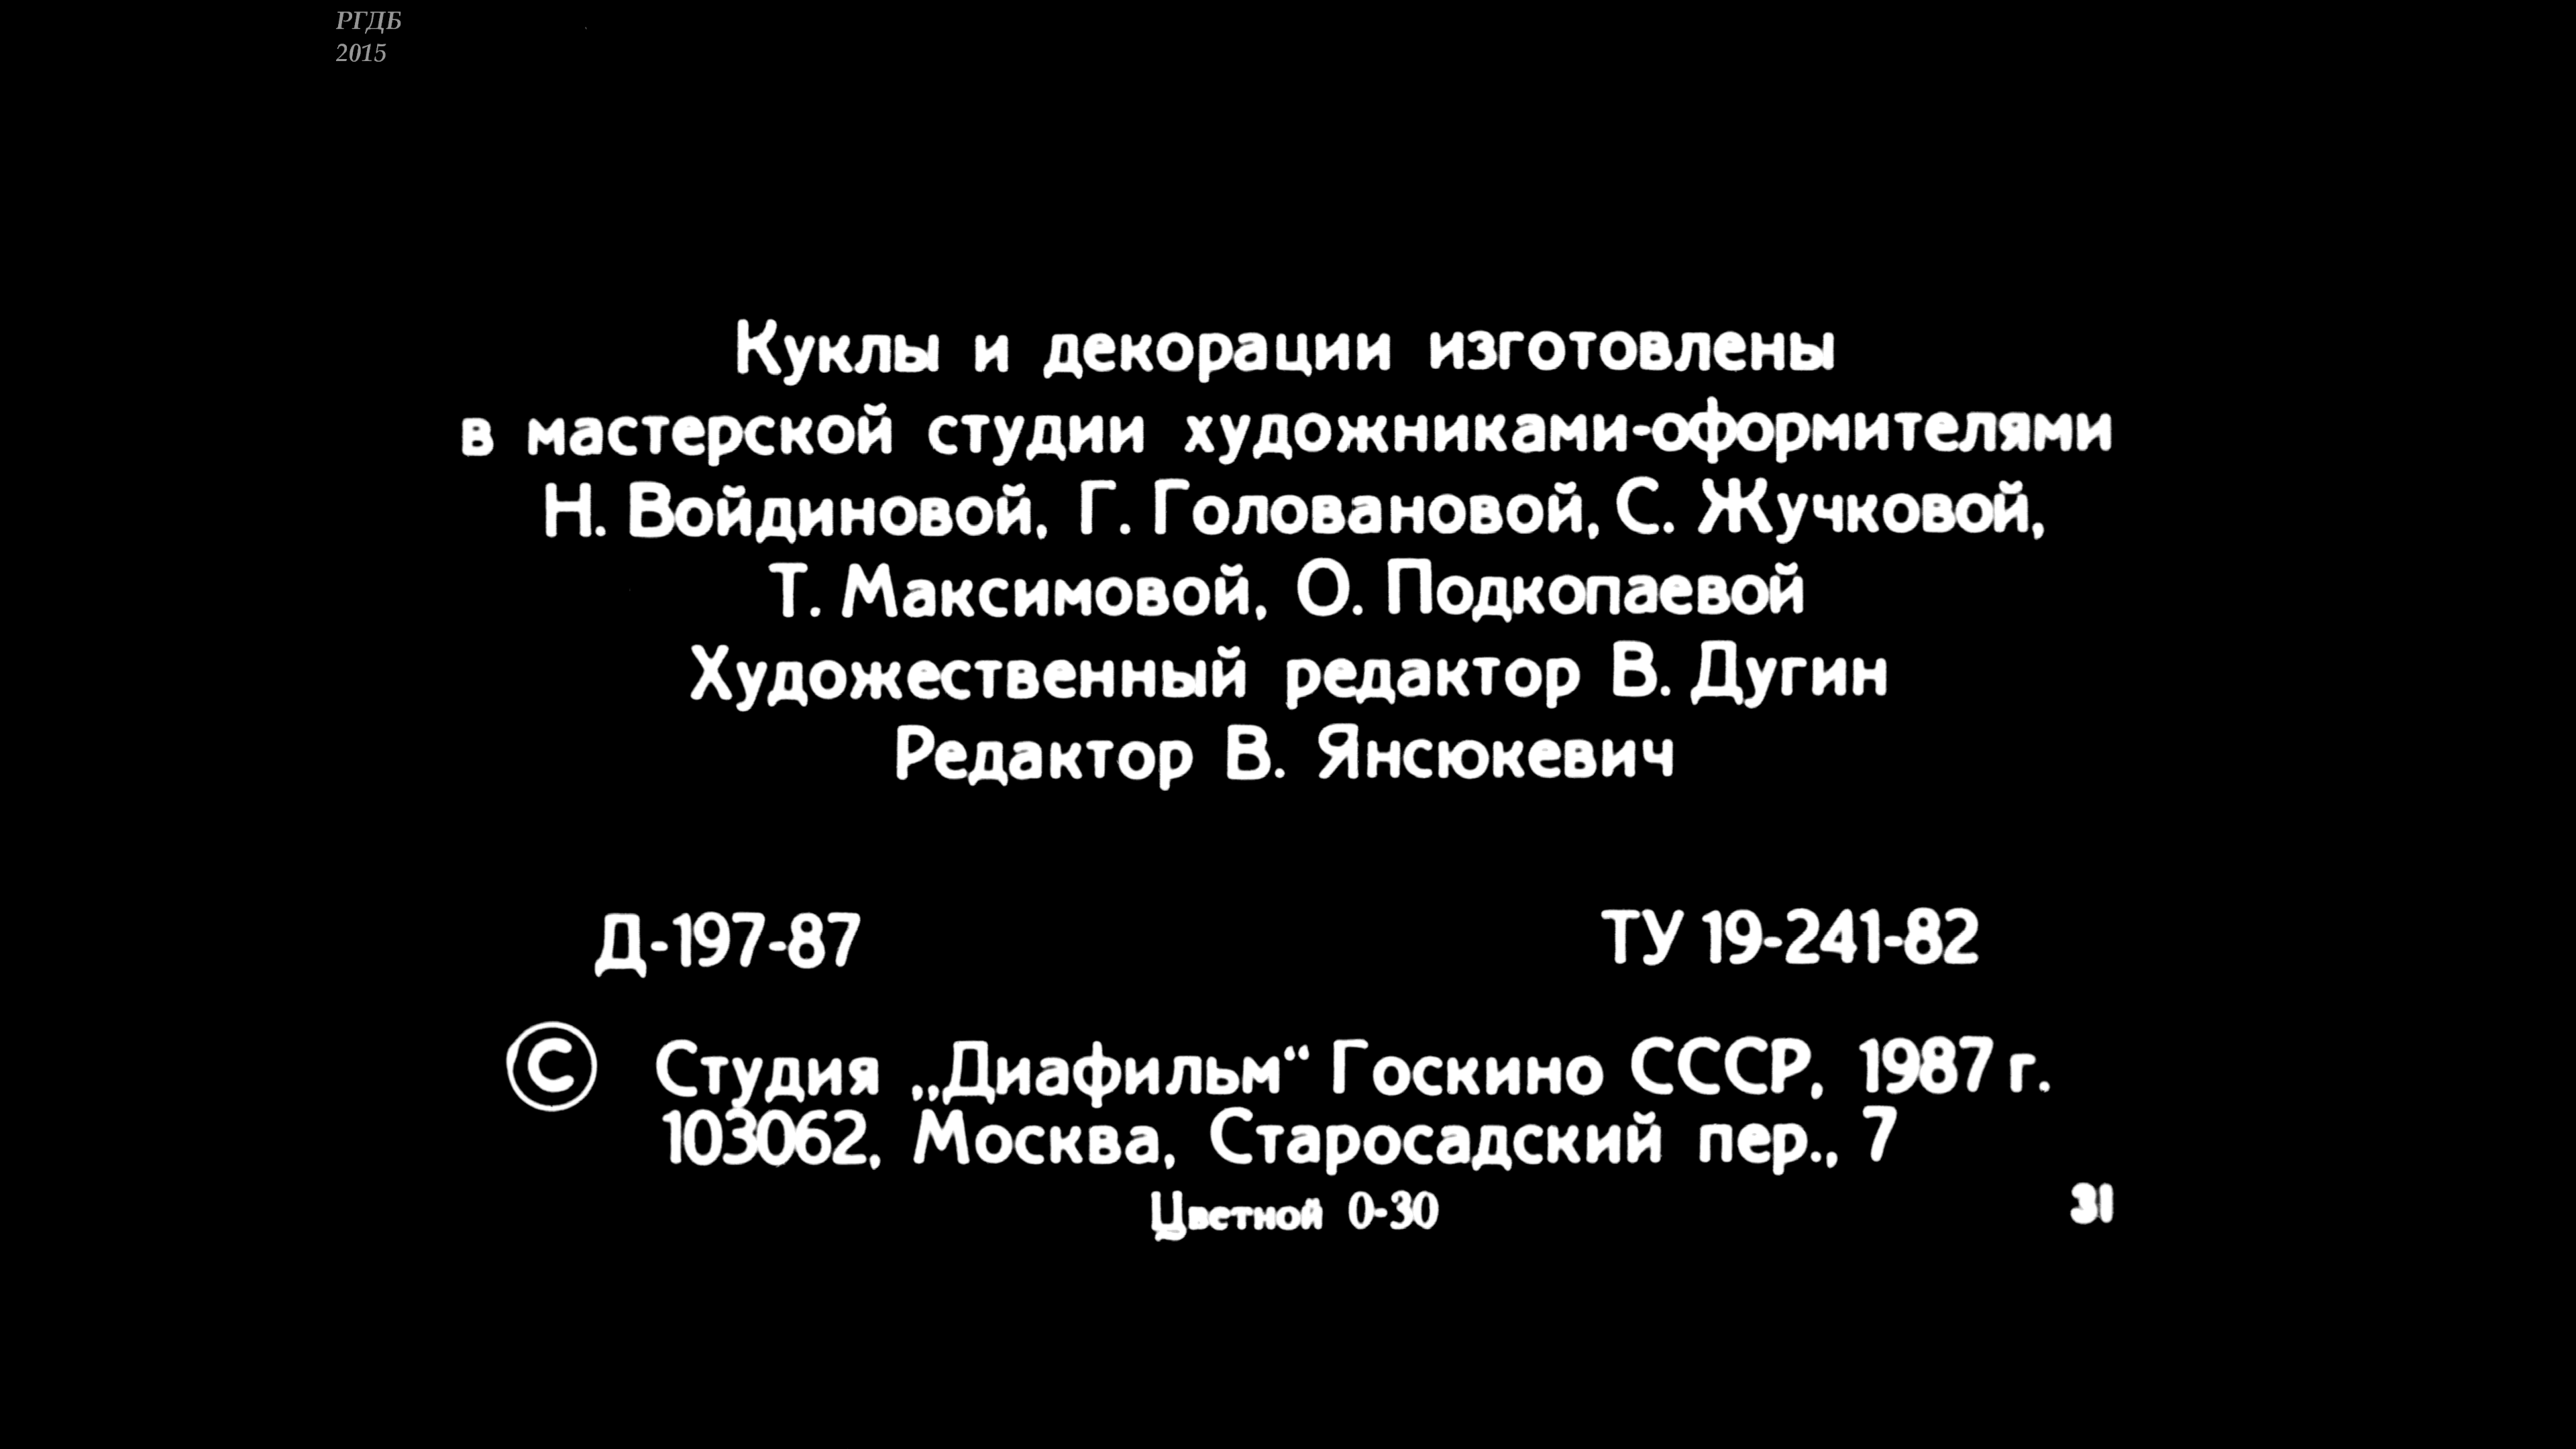 РГДБ
2015
Куклы и декорации изготовлены
в мастерской студии художниками-оформителями
Н. Войдиновой, Г. Головановой, С. Жучковой,
Т. Максимовой, О. Подкопаевой
Художественный редактор В. Дугин
Редактор В. Янсюкевич
Д-197-87 ТУ 19-241-82
© Студия „Диафильм“ Госкино СССР, 1987 г.
103062, Москва, Старосадский пер., 7
Цветной 0-30
31